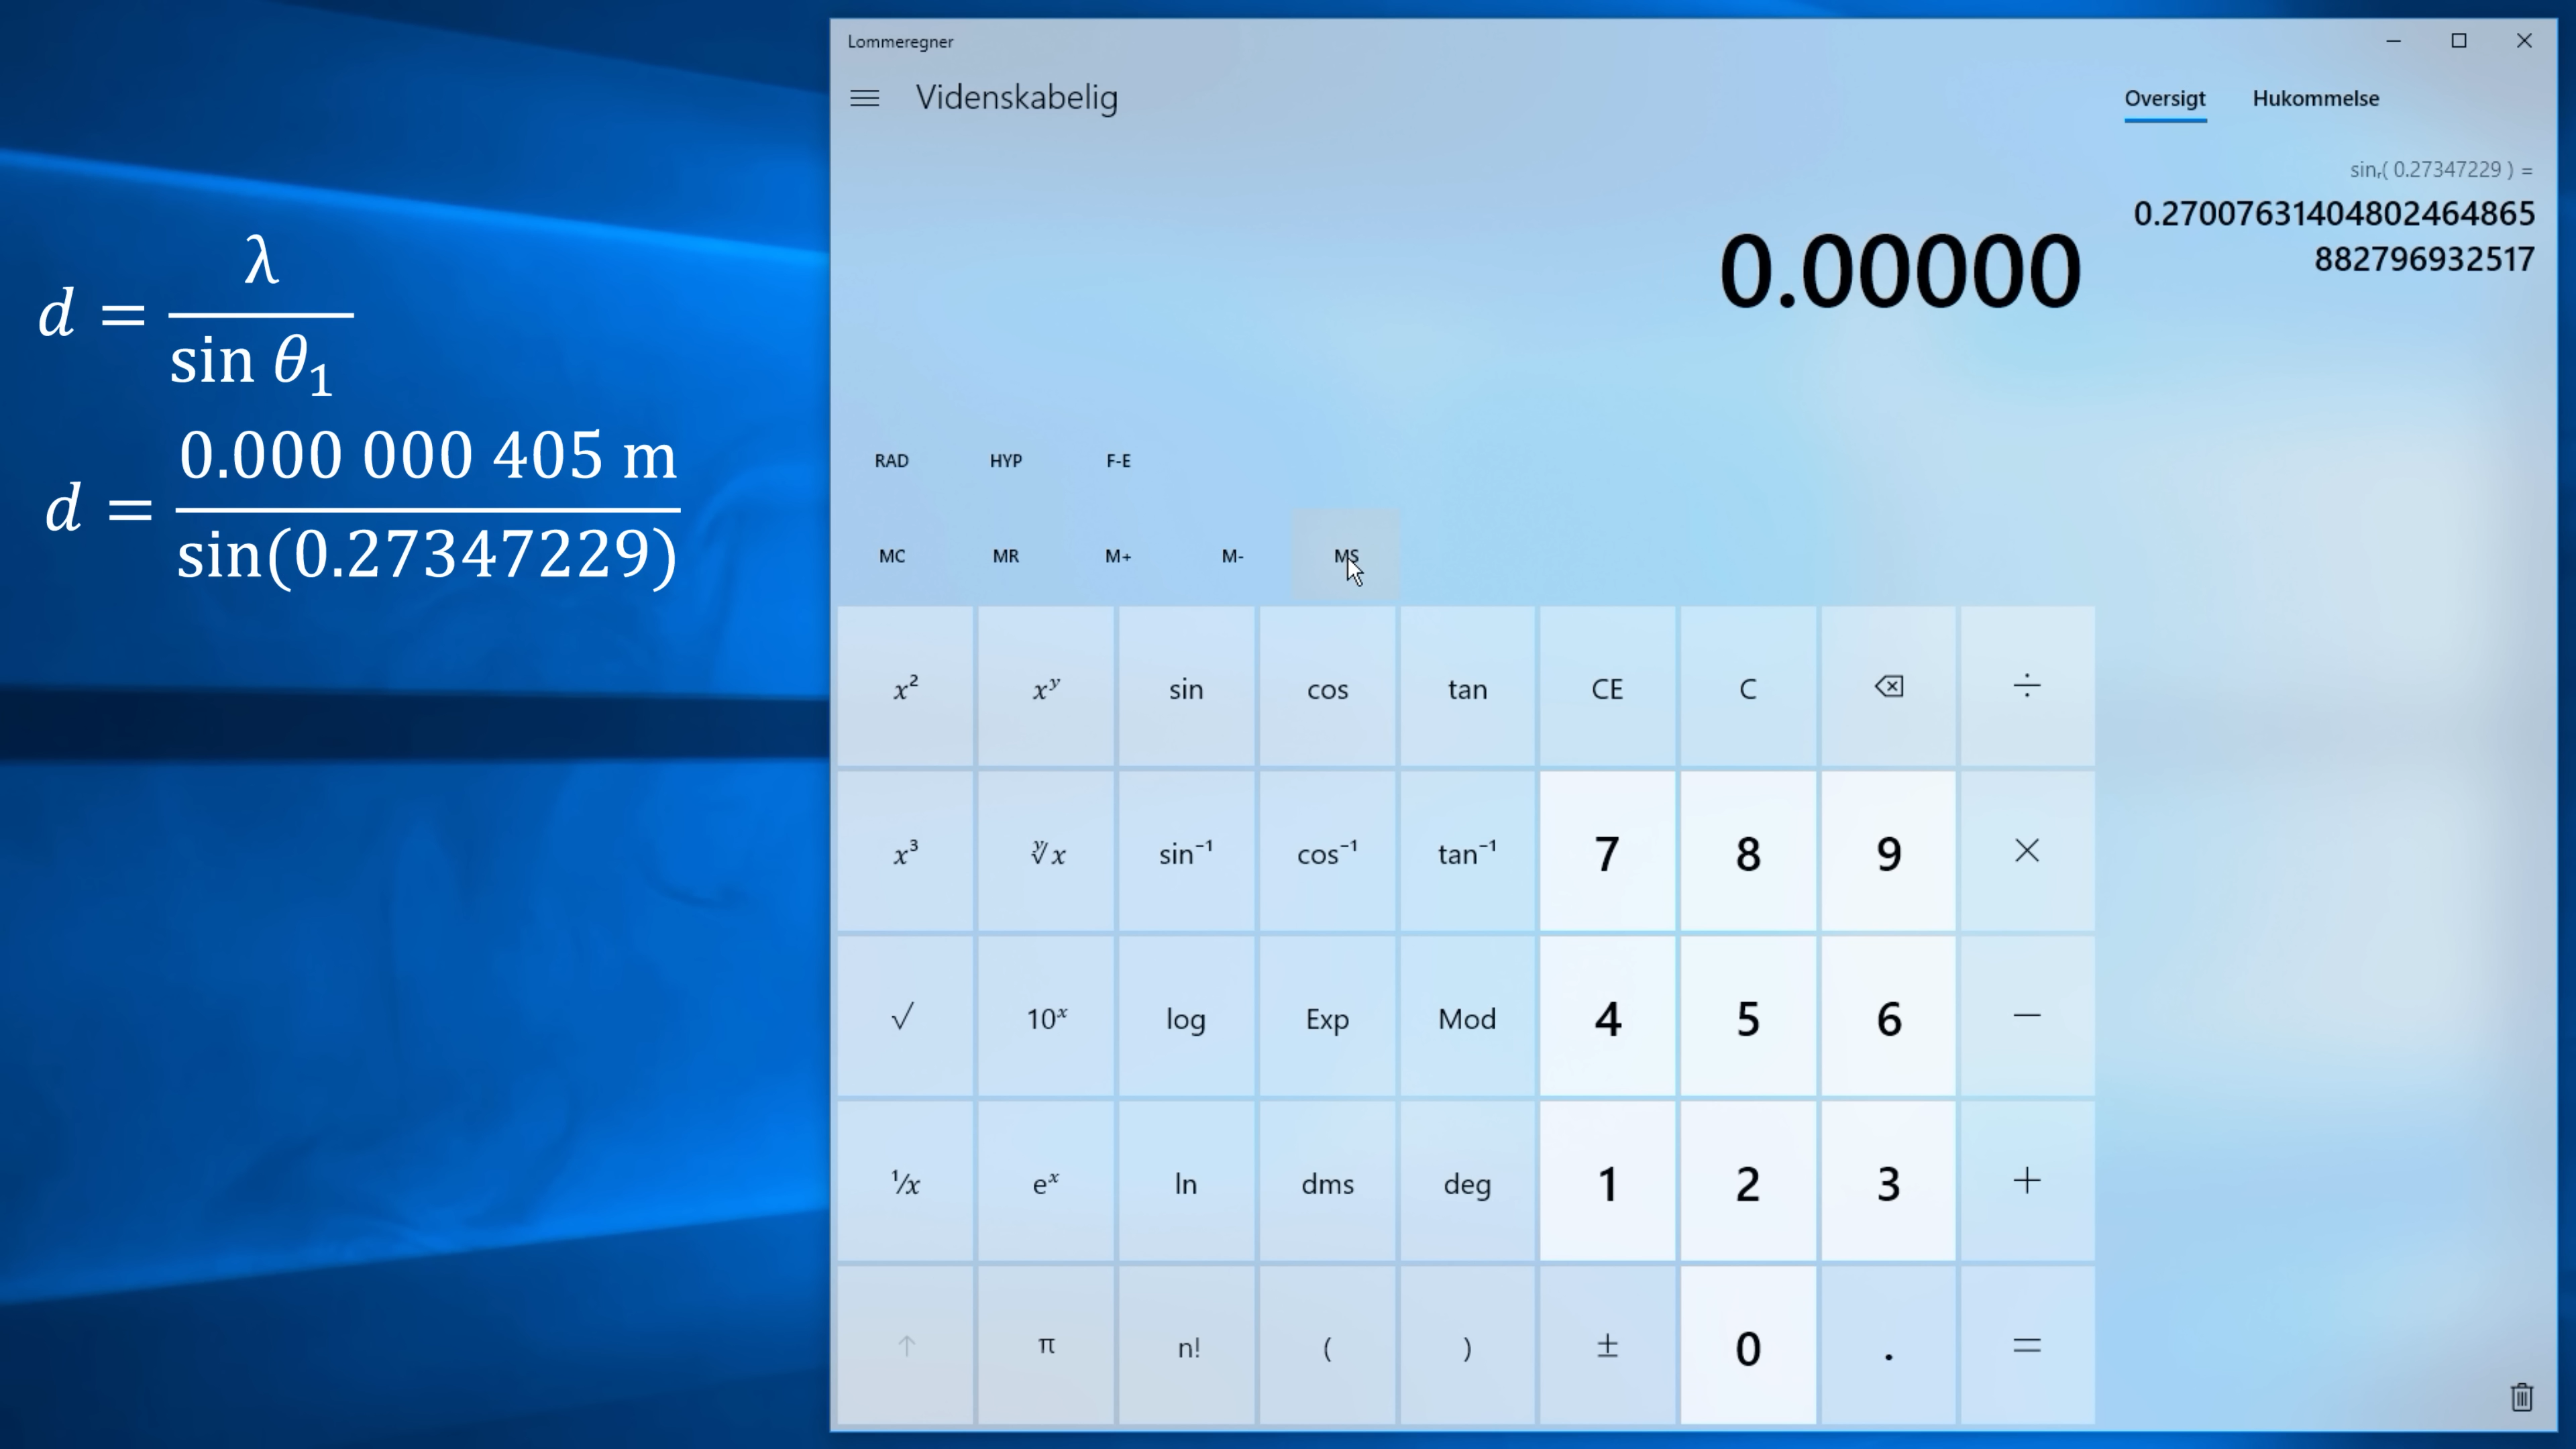 d = λ / sin θ₁
d = 0.000 000 405 m / sin(0.27347229)
Lommeregner
Videnskabelig
Oversigt Hukommelse
sinᵣ( 0.27347229 ) =
0.27007631404802464865
882796932517
0.00000
RAD HYP F-E
MC MR M+ M- MS
x² xʸ sin cos tan CE C ÷
x³ ʸ√x sin⁻¹ cos⁻¹ tan⁻¹ 7 8 9 ×
√ 10ˣ log Exp Mod 4 5 6 −
¹/x eˣ ln dms deg 1 2 3 +
↑ π n! ( ) ± 0 . =